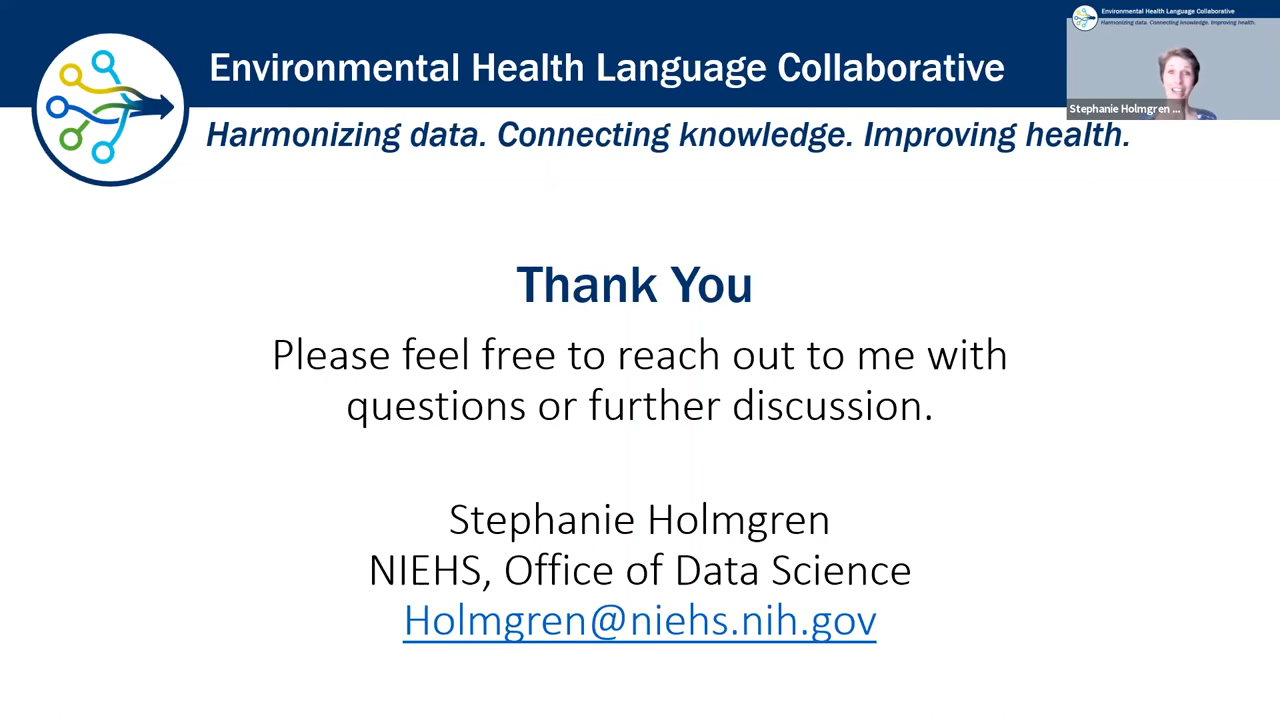 Environmental Health Language Collaborative
Harmonizing data. Connecting knowledge. Improving health.
Environmental Health Language Collaborative
Harmonizing data. Connecting knowledge. Improving health.
Stephanie Holmgren ...
Thank You
Please feel free to reach out to me with
questions or further discussion.
Stephanie Holmgren
NIEHS, Office of Data Science
Holmgren@niehs.nih.gov